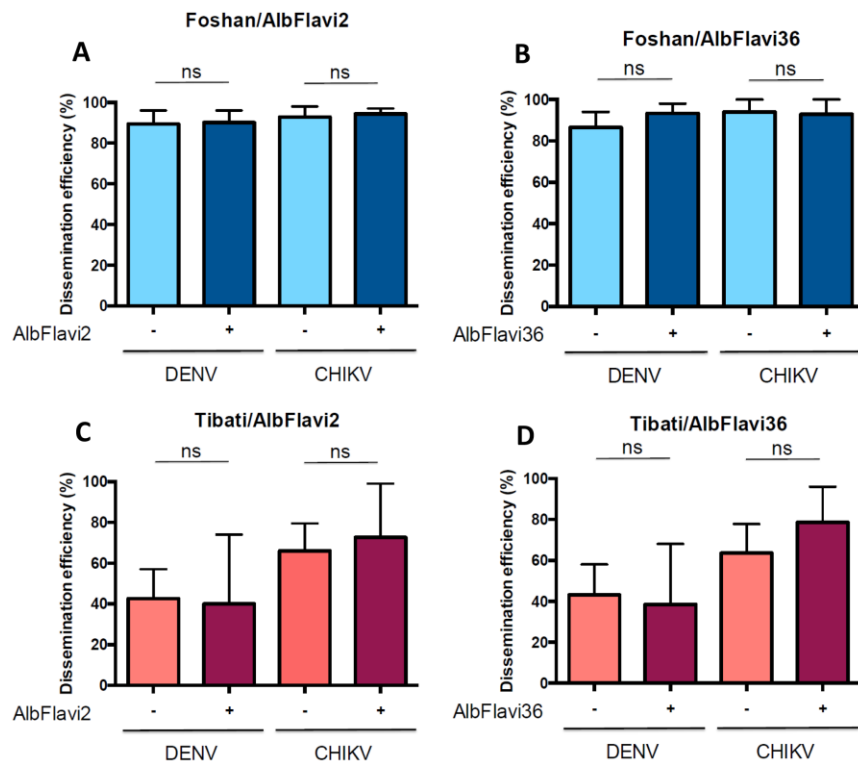 Foshan/AlbFlavi2
A
ns
ns
Dissemination efficiency (%)
100
80
60
40
20
0
AlbFlavi2
- + - +
DENV CHIKV
Foshan/AlbFlavi36
B
ns
ns
Dissemination efficiency (%)
100
80
60
40
20
0
AlbFlavi36
- + - +
DENV CHIKV
Tibati/AlbFlavi2
C
ns
ns
Dissemination efficiency (%)
100
80
60
40
20
0
AlbFlavi2
- + - +
DENV CHIKV
Tibati/AlbFlavi36
D
ns
ns
Dissemination efficiency (%)
100
80
60
40
20
0
AlbFlavi36
- + - +
DENV CHIKV